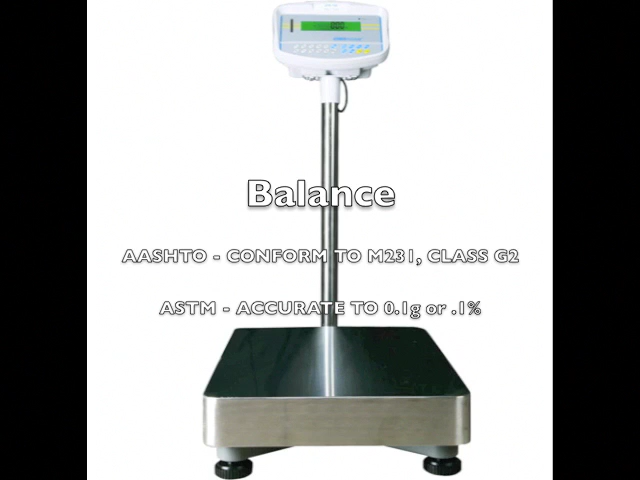 Balance
AASHTO - CONFORM TO M231, CLASS G2
ASTM - ACCURATE TO 0.1g or .1%